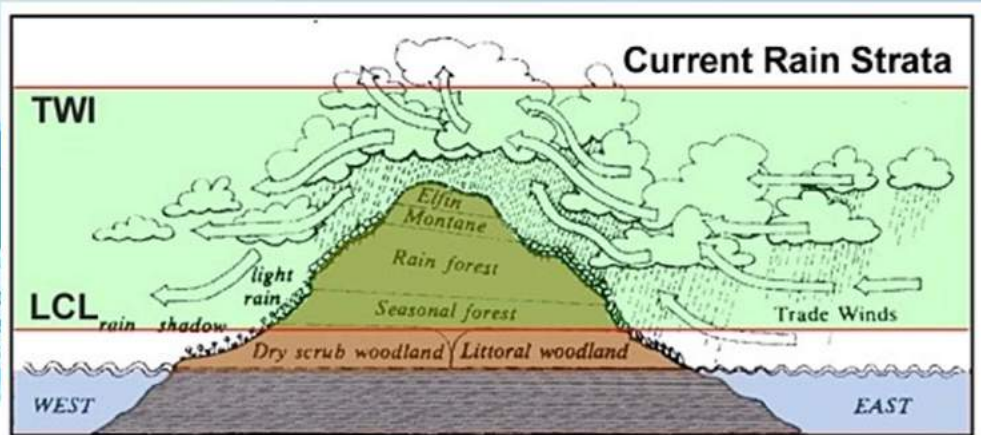 Current Rain Strata
TWI
Elfin
Montane
Rain forest
light
rain
Seasonal forest
LCL
rain shadow
Trade Winds
Dry scrub woodland
Littoral woodland
WEST
EAST